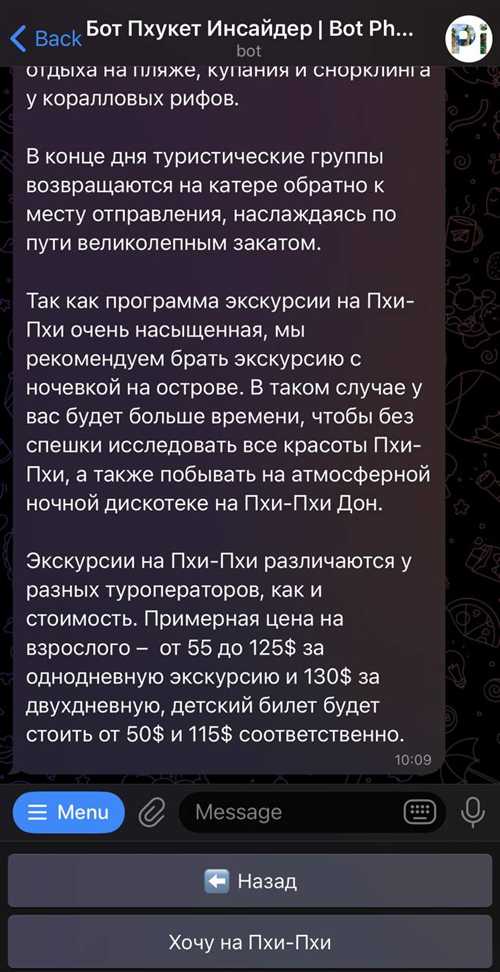 Back
Бот Пхукет Инсайдер | Bot Ph...
bot
Pi
отдыха на пляже, купания и снорклинга
у коралловых рифов.
В конце дня туристические группы
возвращаются на катере обратно к
месту отправления, наслаждаясь по
пути великолепным закатом.
Так как программа экскурсии на Пхи-
Пхи очень насыщенная, мы
рекомендуем брать экскурсию с
ночевкой на острове. В таком случае у
вас будет больше времени, чтобы без
спешки исследовать все красоты Пхи-
Пхи, а также побывать на атмосферной
ночной дискотеке на Пхи-Пхи Дон.
Экскурсии на Пхи-Пхи различаются у
разных туроператоров, как и
стоимость. Примерная цена на
взрослого – от 55 до 125$ за
однодневную экскурсию и 130$ за
двухдневную, детский билет будет
стоить от 50$ и 115$ соответственно.
10:09
Menu
Message
Назад
Хочу на Пхи-Пхи